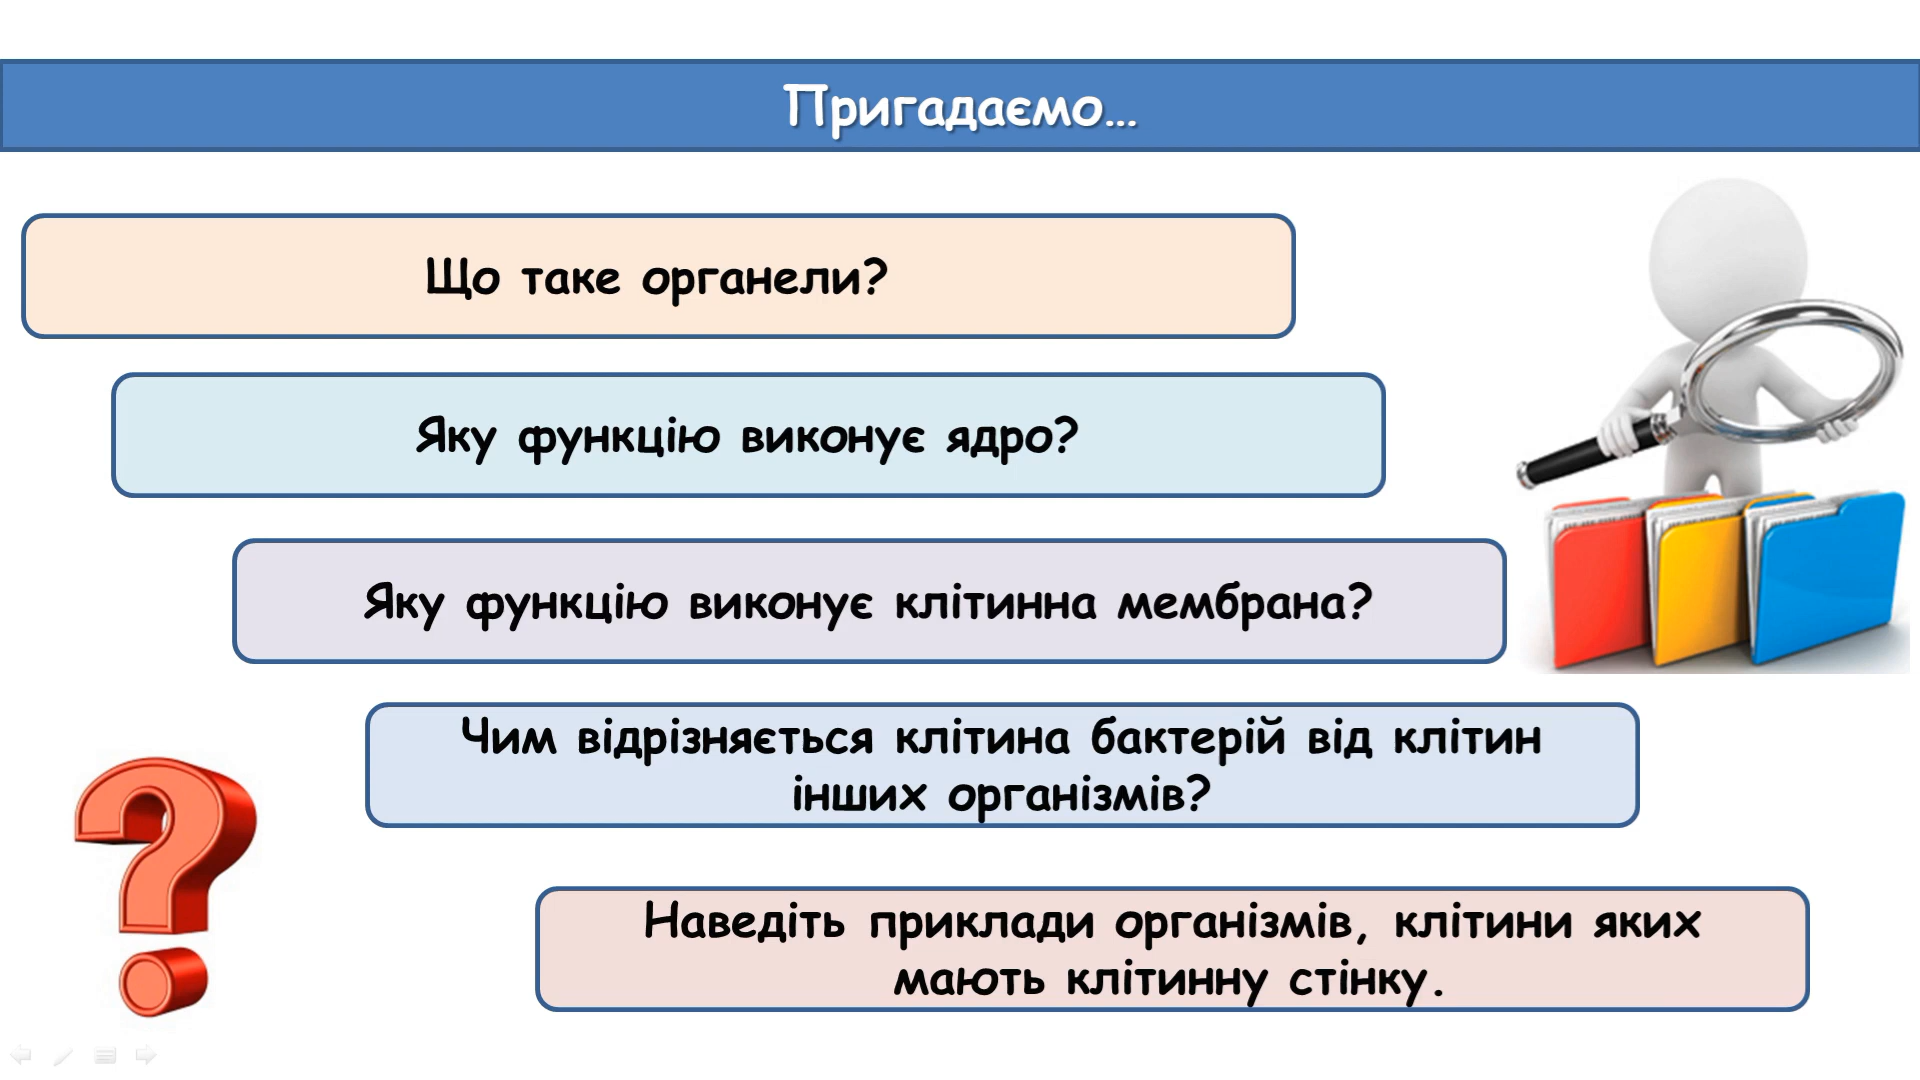 Пригадаємо…
Що таке органели?
Яку функцію виконує ядро?
Яку функцію виконує клітинна мембрана?
Чим відрізняється клітина бактерій від клітин
інших організмів?
Наведіть приклади організмів, клітини яких
мають клітинну стінку.